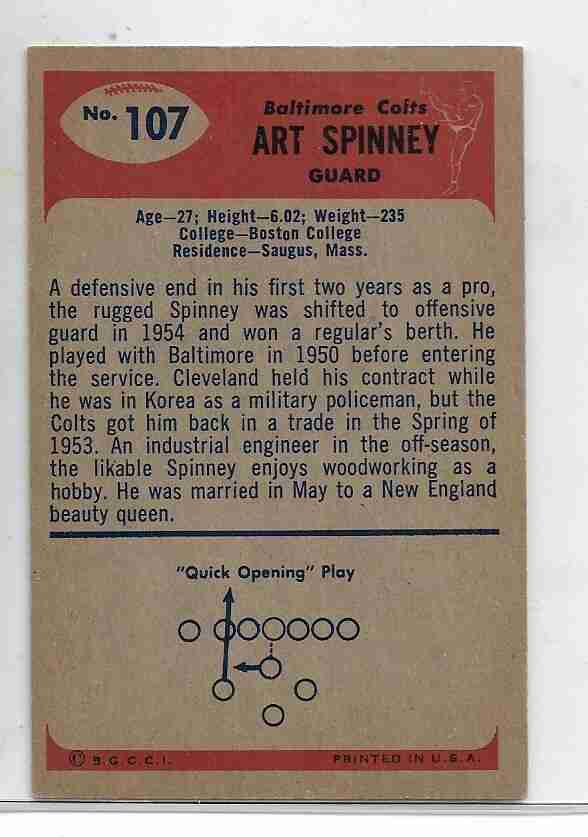 No. 107
Baltimore Colts
ART SPINNEY
GUARD
Age—27; Height—6.02; Weight—235
College—Boston College
Residence—Saugus, Mass.
A defensive end in his first two years as a pro,
the rugged Spinney was shifted to offensive
guard in 1954 and won a regular's berth. He
played with Baltimore in 1950 before entering
the service. Cleveland held his contract while
he was in Korea as a military policeman, but the
Colts got him back in a trade in the Spring of
1953. An industrial engineer in the off-season,
the likable Spinney enjoys woodworking as a
hobby. He was married in May to a New England
beauty queen.
"Quick Opening" Play
© B.G.C.C.I.
PRINTED IN U.S.A.